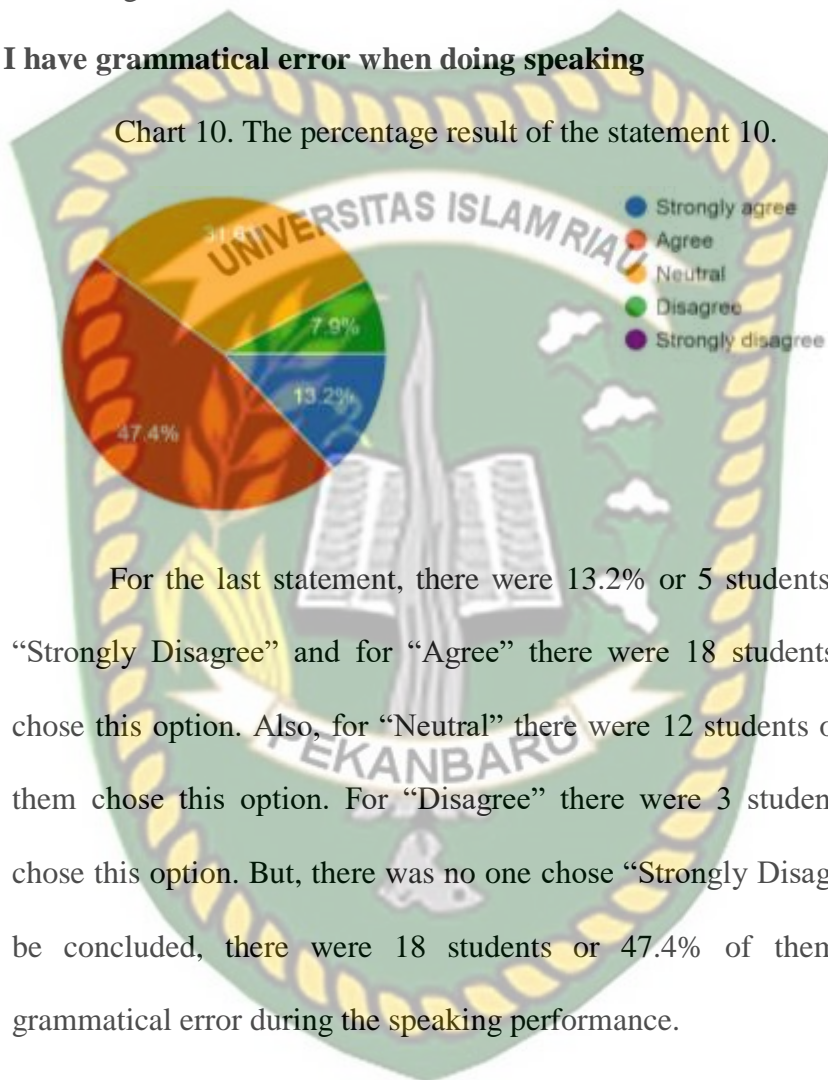 I have grammatical error when doing speaking
Chart 10. The percentage result of the statement 10.
UNIVERSITAS ISLAM RIAU
Strongly agree
Agree
Neutral
Disagree
Strongly disagree
7.9%
13.2%
47.4%
For the last statement, there were 13.2% or 5 students
“Strongly Disagree” and for “Agree” there were 18 students
chose this option. Also, for “Neutral” there were 12 students
them chose this option. For “Disagree” there were 3
chose this option. But, there was no one chose “Strongly
PEKANBARU
be concluded, there were 18 students or 47.4% of them
grammatical error during the speaking performance.